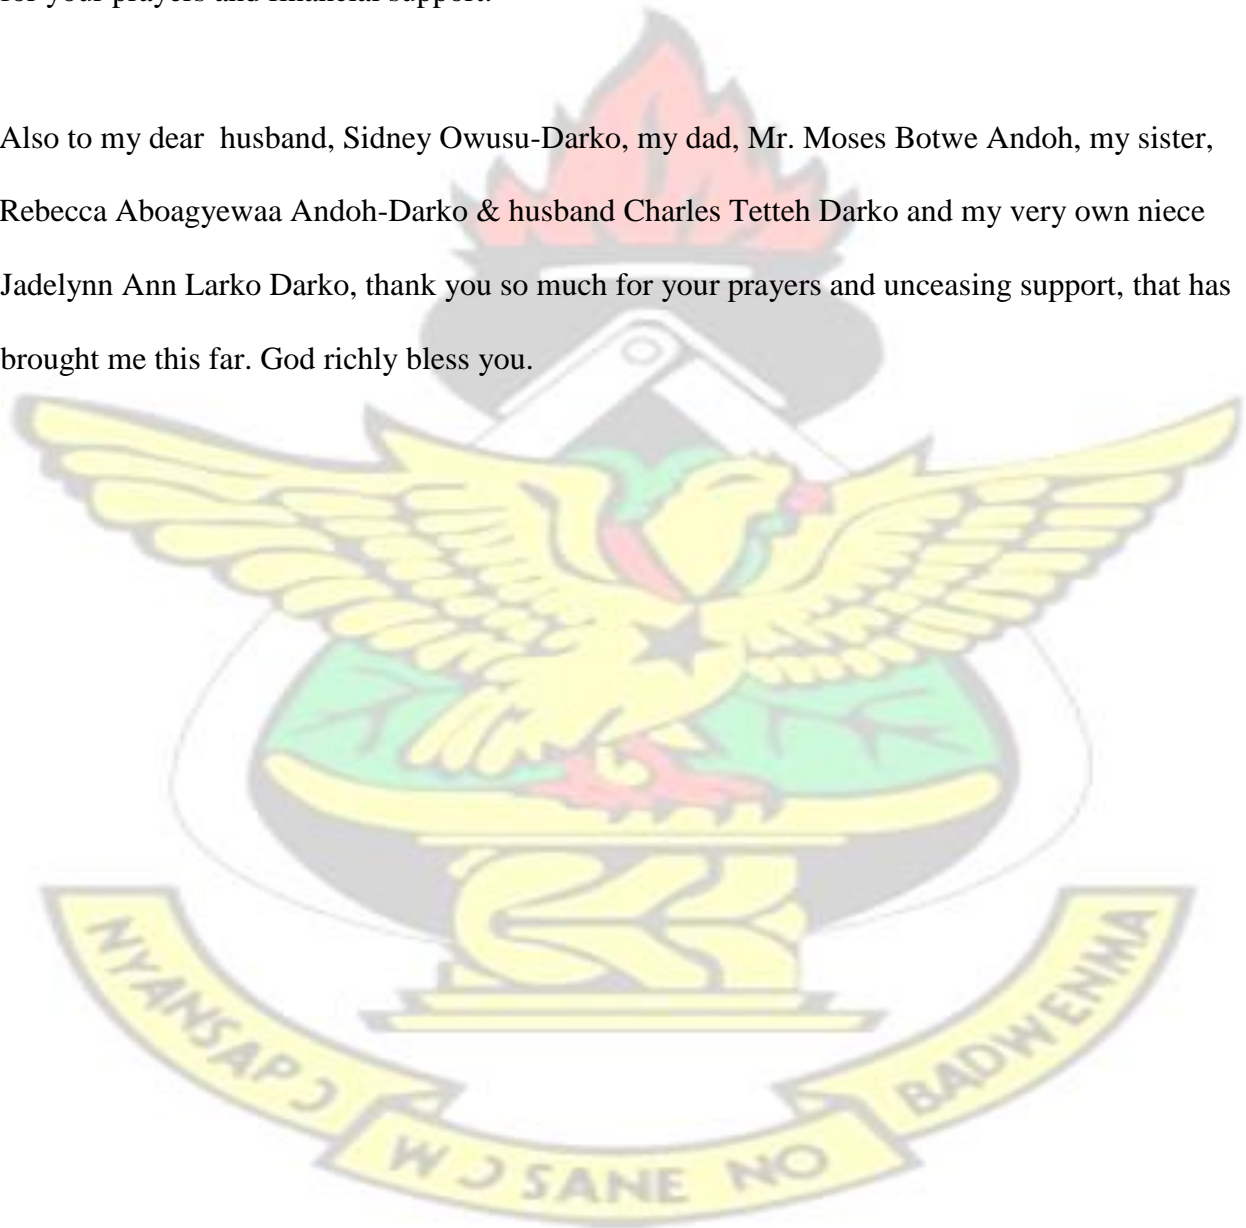 for your prayers and financial support.
Also to my dear  husband, Sidney Owusu-Darko, my dad, Mr. Moses Botwe Andoh, my sister,
Rebecca Aboagyewaa Andoh-Darko & husband Charles Tetteh Darko and my very own niece
Jadelynn Ann Larko Darko, thank you so much for your prayers and unceasing support, that has
brought me this far. God richly bless you.
NYANSAPƆ
WƆSANE NO
BADWENMA